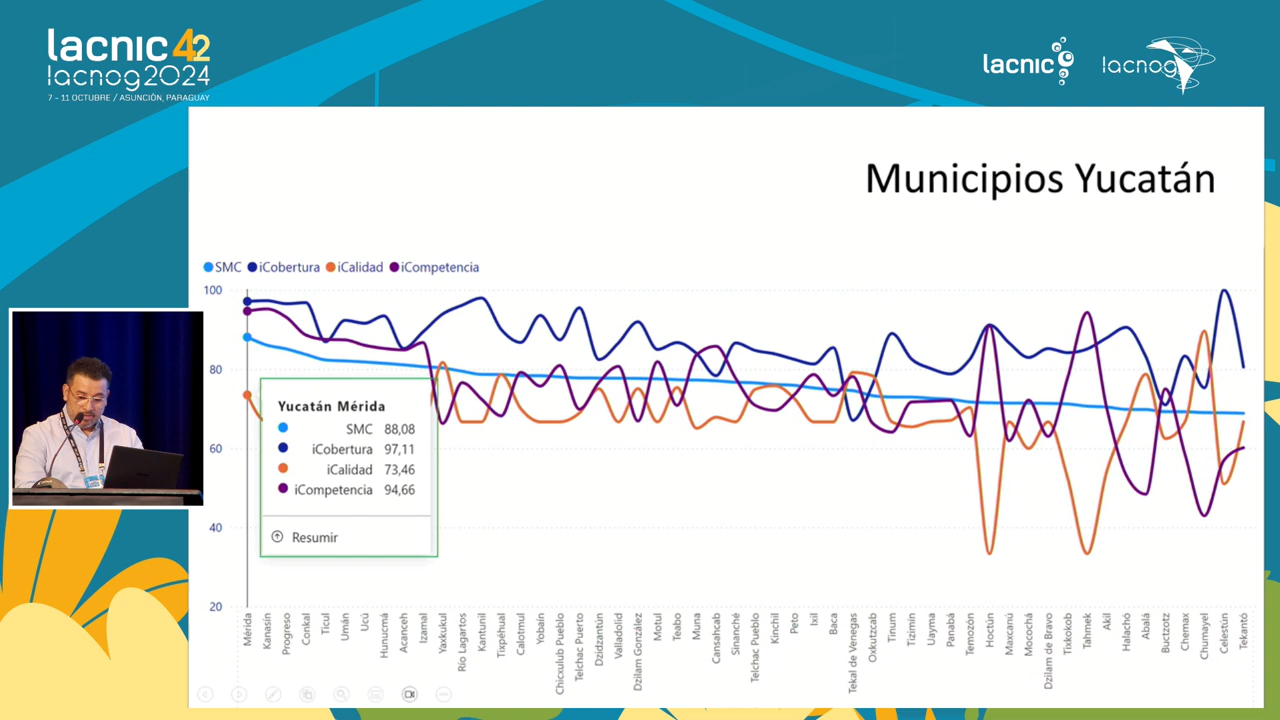 lacnic 42
lacnog2024
7 - 11 OCTUBRE / ASUNCIÓN, PARAGUAY
lacnic
lacnog
Municipios Yucatán
SMC iCobertura iCalidad iCompetencia
100
80
60
40
20
Yucatán Mérida
SMC 88,08
iCobertura 97,11
iCalidad 73,46
iCompetencia 94,66
Resumir
Mérida
Kanasín
Progreso
Conkal
Ticul
Umán
Ucú
Hunucmá
Acanceh
Izamal
Yaxkukul
Río Lagartos
Kantunil
Tixpéhual
Calotmul
Yobaín
Chicxulub Pueblo
Telchac Puerto
Dzidzantún
Valladolid
Dzilam González
Motul
Teabo
Muna
Cansahcab
Sinanché
Telchac Pueblo
Kinchil
Peto
Ixil
Baca
Tekal de Venegas
Oxkutzcab
Tinum
Tizimín
Uayma
Panabá
Temozón
Hoctún
Maxcanú
Mocochá
Dzilam de Bravo
Tixkokob
Tahmek
Akil
Halachó
Abalá
Buctzotz
Chemax
Chumayel
Celestún
Tekantó